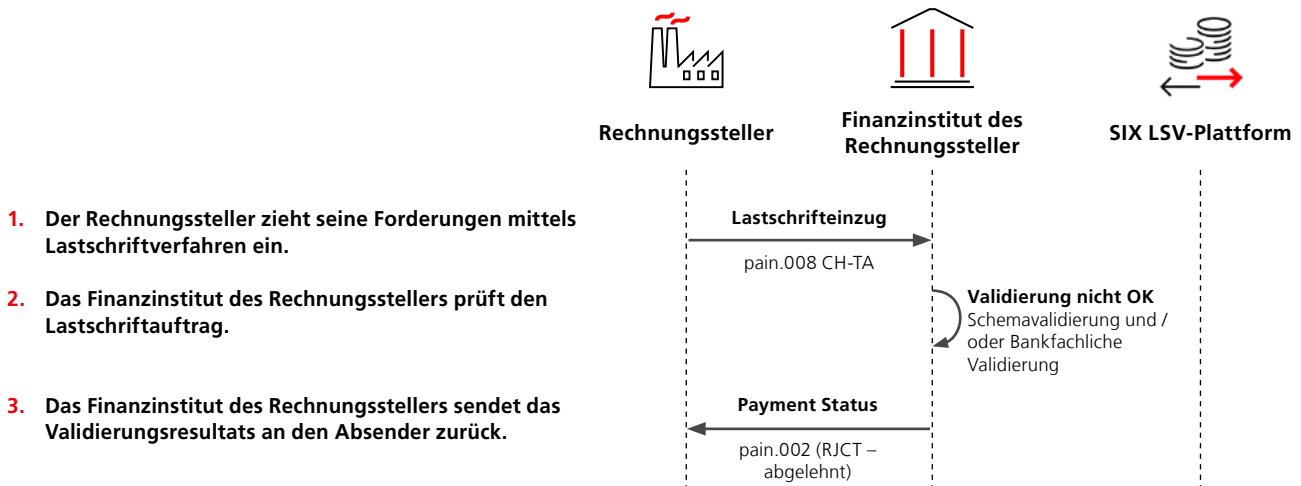 Rechnungssteller
Finanzinstitut des
Rechnungssteller
SIX LSV-Plattform
1. Der Rechnungssteller zieht seine Forderungen mittels
Lastschriftverfahren ein.
Lastschrifteinzug
pain.008 CH-TA
2. Das Finanzinstitut des Rechnungsstellers prüft den
Lastschriftauftrag.
Validierung nicht OK
Schemavalidierung und /
oder Bankfachliche
Validierung
3. Das Finanzinstitut des Rechnungsstellers sendet das
Validierungsresultats an den Absender zurück.
Payment Status
pain.002 (RJCT –
abgelehnt)